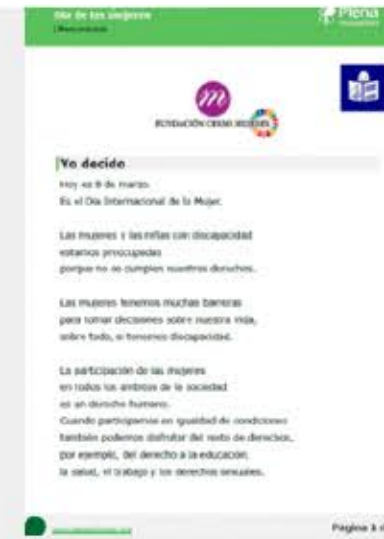 Día de las mujeres
Manifiesto
Plena
m
FUNDACIÓN CERMI MUJERES
Yo decido
Hoy es 8 de marzo.
Es el Día Internacional de la Mujer.
Las mujeres y las niñas con discapacidad
estamos preocupadas
porque no se cumplen nuestros derechos.
Las mujeres tenemos muchas barreras
para tomar decisiones sobre nuestra vida,
sobre todo, si tenemos discapacidad.
La participación de las mujeres
en todos los ámbitos de la sociedad
es un derecho humano.
Cuando participamos en igualdad de condiciones
también podemos disfrutar del resto de derechos,
por ejemplo, del derecho a la educación,
la salud, el trabajo y los derechos sexuales.
Página 1 d